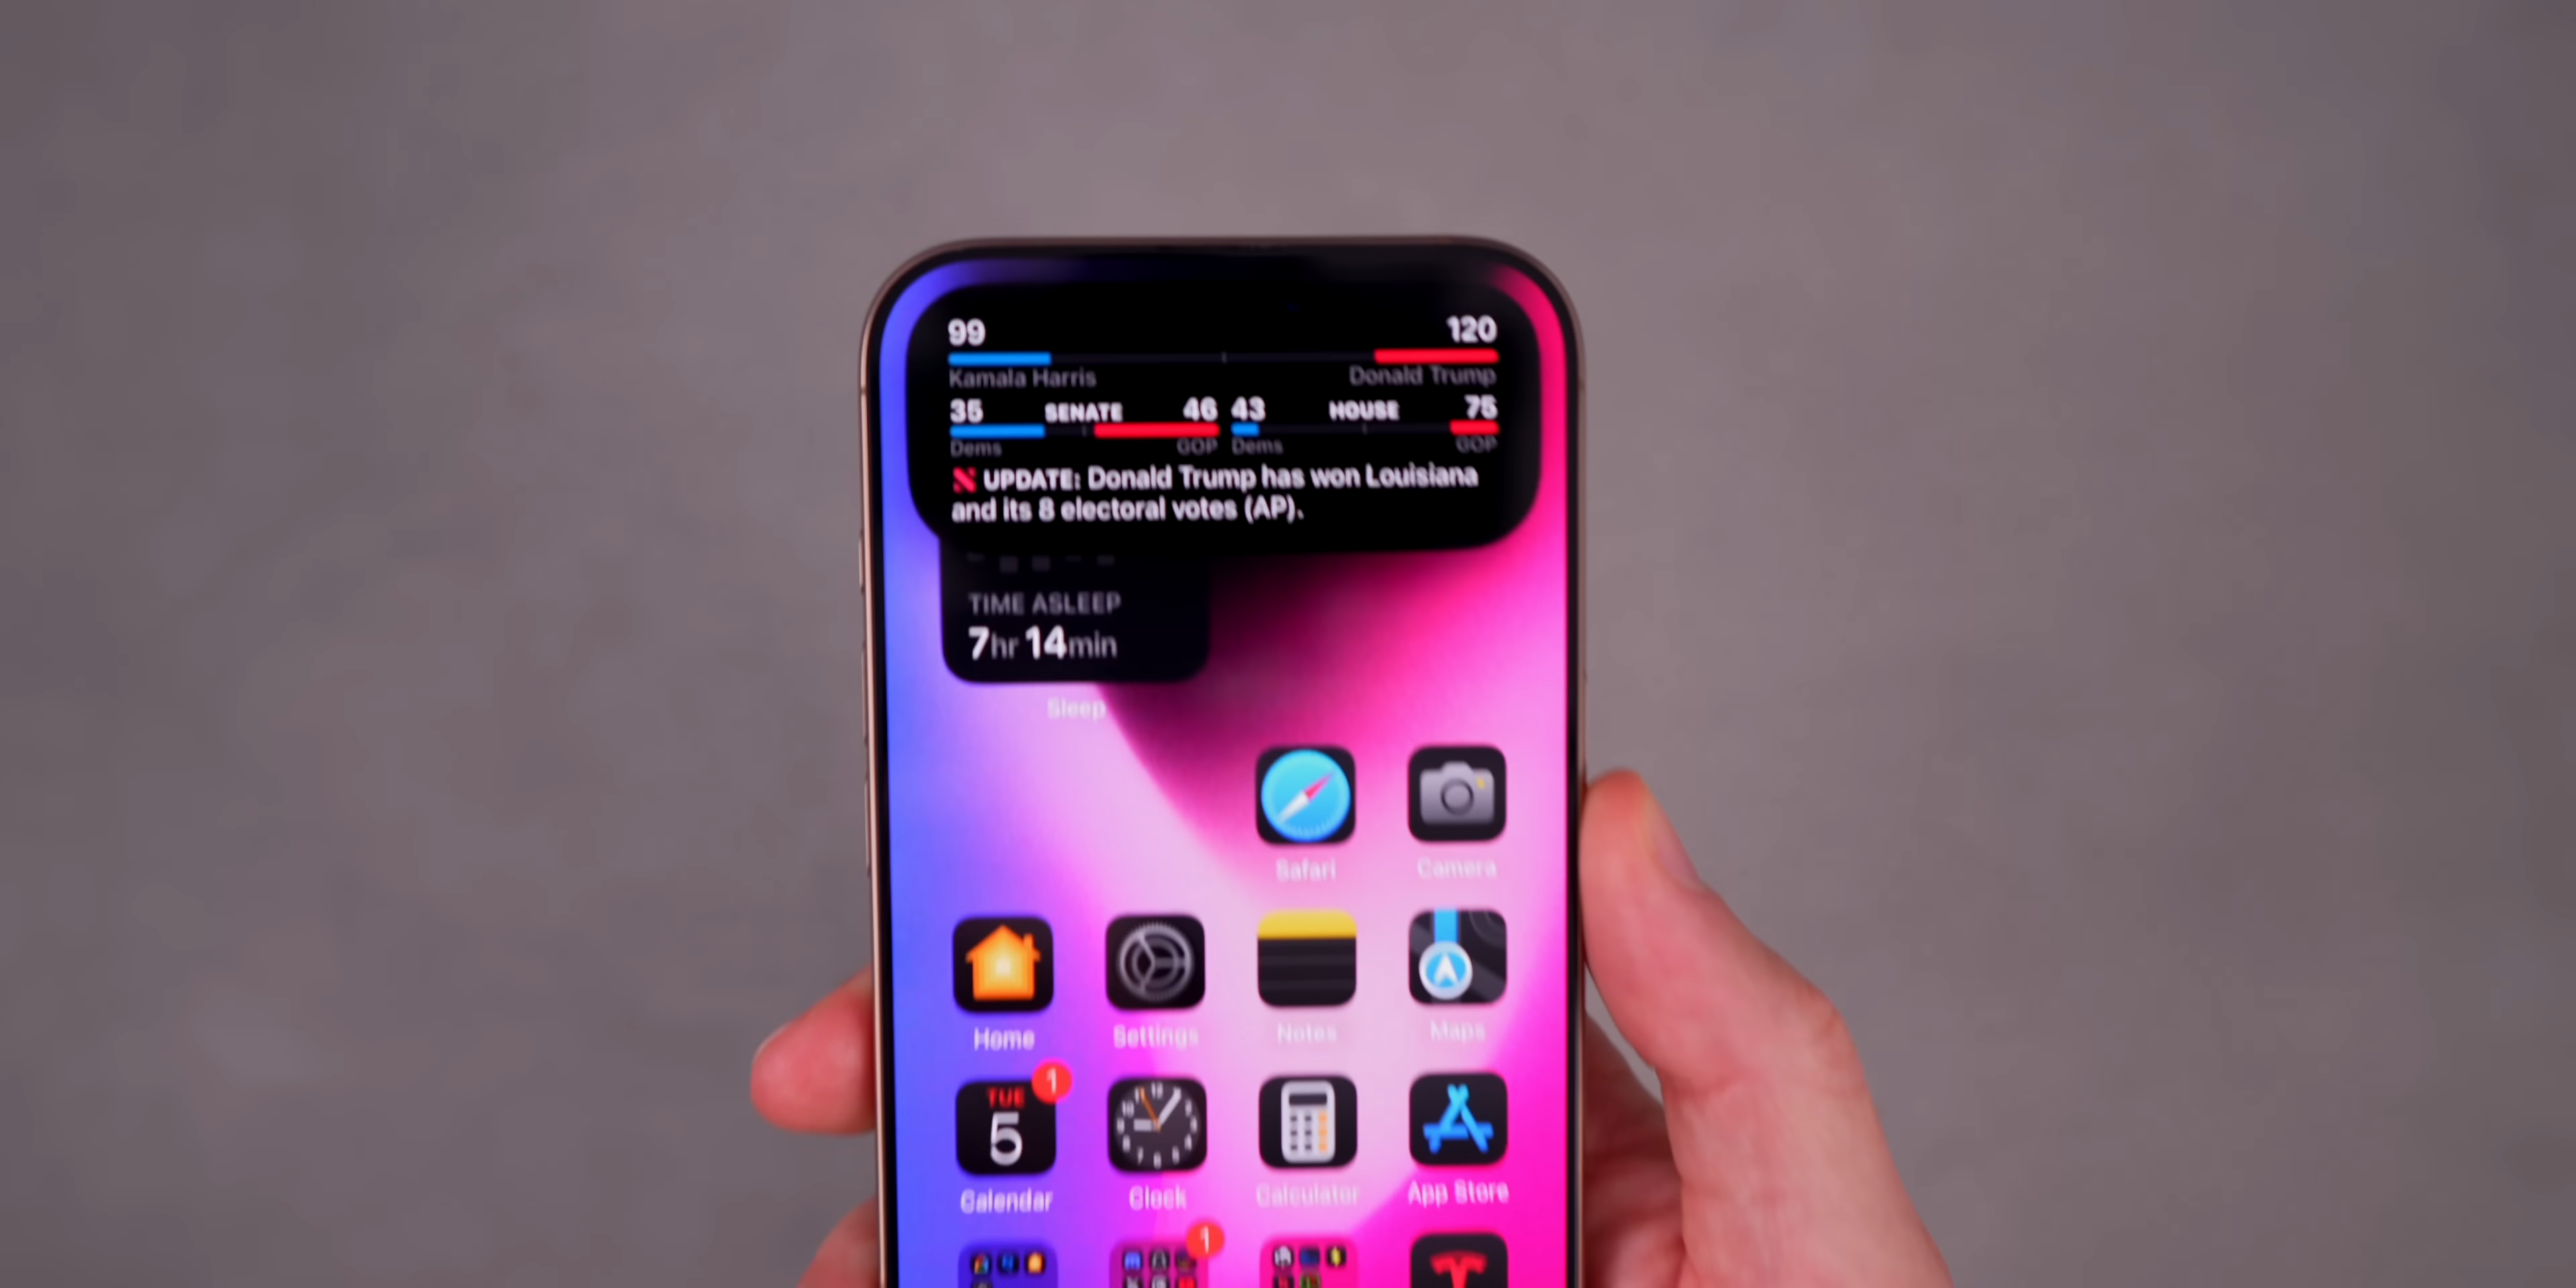 99 120
Kamala Harris Donald Trump
35 SENATE 46 43 HOUSE 75
Dems GOP Dems GOP
UPDATE: Donald Trump has won Louisiana
and its 8 electoral votes (AP).
TIME ASLEEP
7hr 14min
Sleep
Safari Camera
Home Settings Notes Maps
1
TUE
5
Calendar Clock Calculator App Store
1